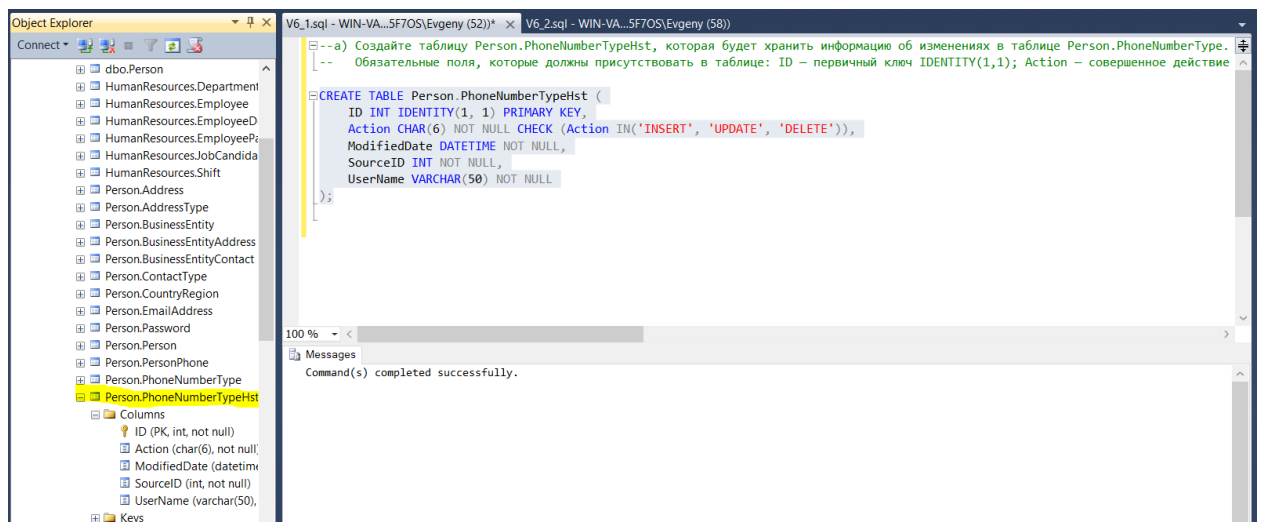 Object Explorer
Connect
dbo.Person
HumanResources.Department
HumanResources.Employee
HumanResources.EmployeeD
HumanResources.EmployeePa
HumanResources.JobCandida
HumanResources.Shift
Person.Address
Person.AddressType
Person.BusinessEntity
Person.BusinessEntityAddress
Person.BusinessEntityContact
Person.ContactType
Person.CountryRegion
Person.EmailAddress
Person.Password
Person.Person
Person.PersonPhone
Person.PhoneNumberType
Person.PhoneNumberTypeHst
Columns
ID (PK, int, not null)
Action (char(6), not null)
ModifiedDate (datetime
SourceID (int, not null)
UserName (varchar(50),
Keys
V6_1.sql - WIN-VA...5F7OS\Evgeny (52))* V6_2.sql - WIN-VA...5F7OS\Evgeny (58))
--a) Создайте таблицу Person.PhoneNumberTypeHst, которая будет хранить информацию об изменениях в таблице Person.PhoneNumberType.
-- Обязательные поля, которые должны присутствовать в таблице: ID — первичный ключ IDENTITY(1,1); Action — совершенное действие
CREATE TABLE Person.PhoneNumberTypeHst (
ID INT IDENTITY(1, 1) PRIMARY KEY,
Action CHAR(6) NOT NULL CHECK (Action IN('INSERT', 'UPDATE', 'DELETE')),
ModifiedDate DATETIME NOT NULL,
SourceID INT NOT NULL,
UserName VARCHAR(50) NOT NULL
);
100 %
Messages
Command(s) completed successfully.